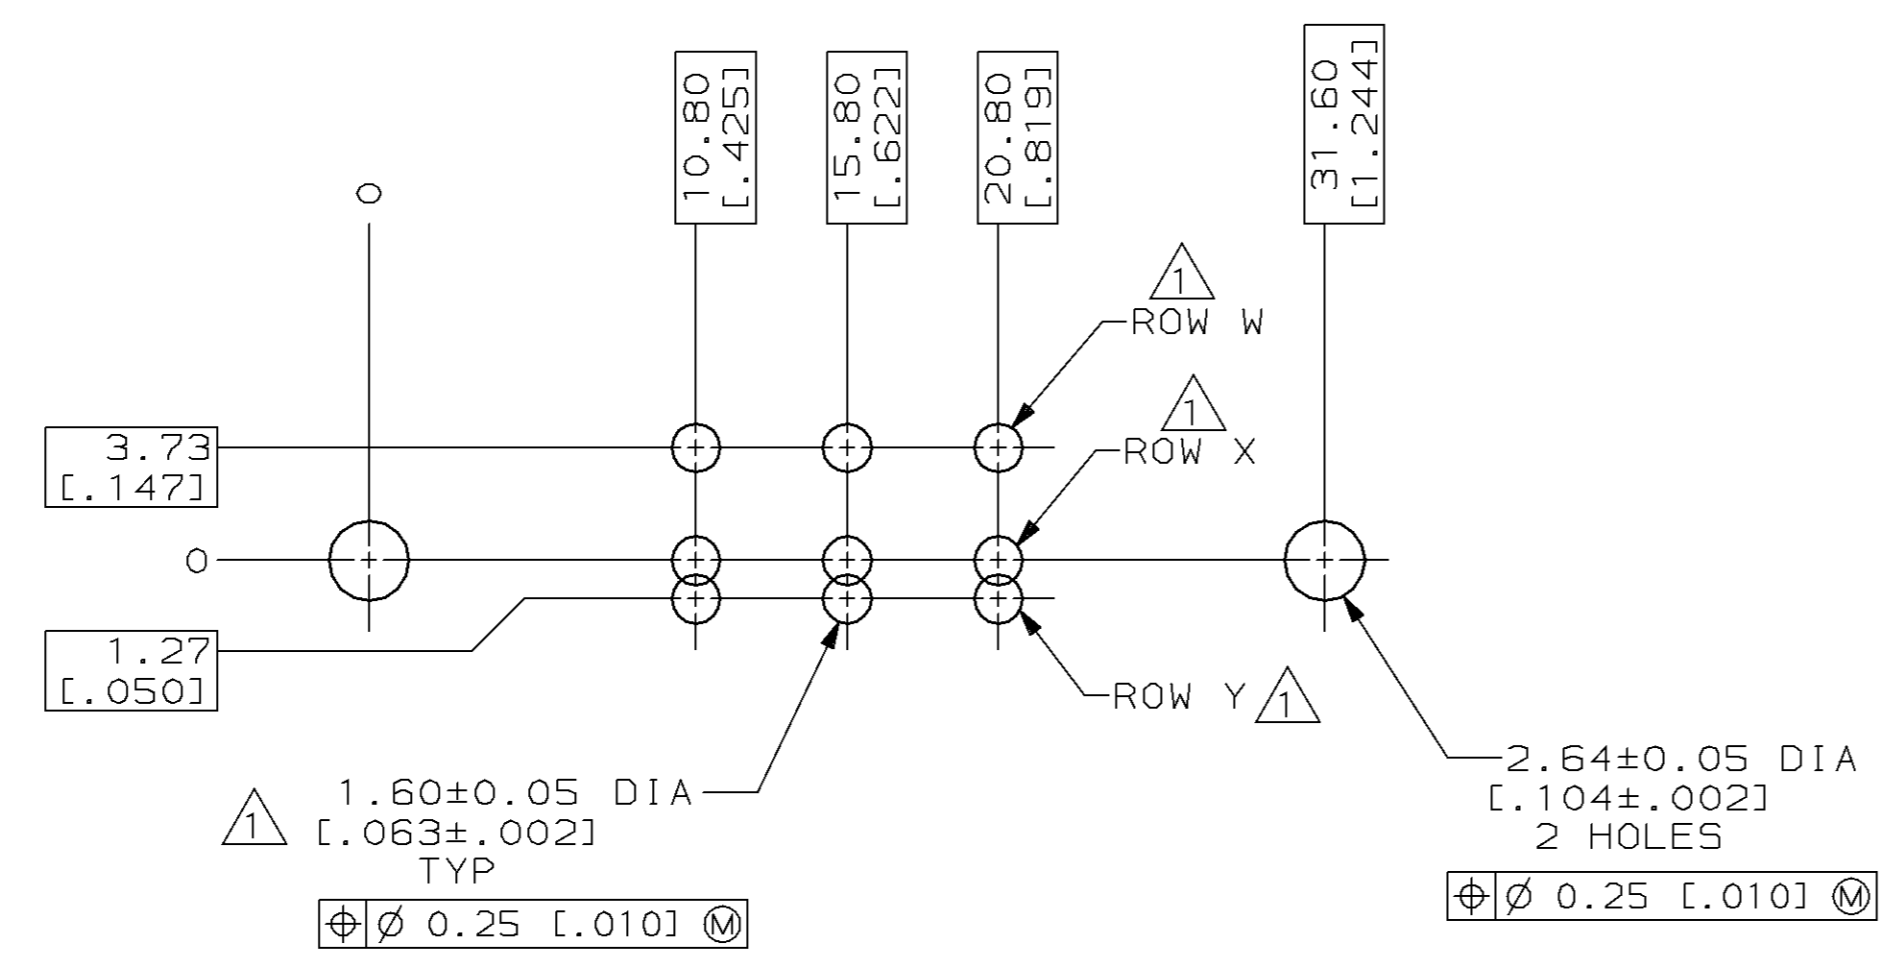 0
10.80
[.425]
15.80
[.622]
20.80
[.819]
31.60
[1.244]
1
ROW W
1
ROW X
3.73
[.147]
0
1.27
[.050]
ROW Y 1
1.60±0.05 DIA
1 [.063±.002]
TYP
⌖ Ø 0.25 [.010] Ⓜ
2.64±0.05 DIA
[.104±.002]
2 HOLES
⌖ Ø 0.25 [.010] Ⓜ